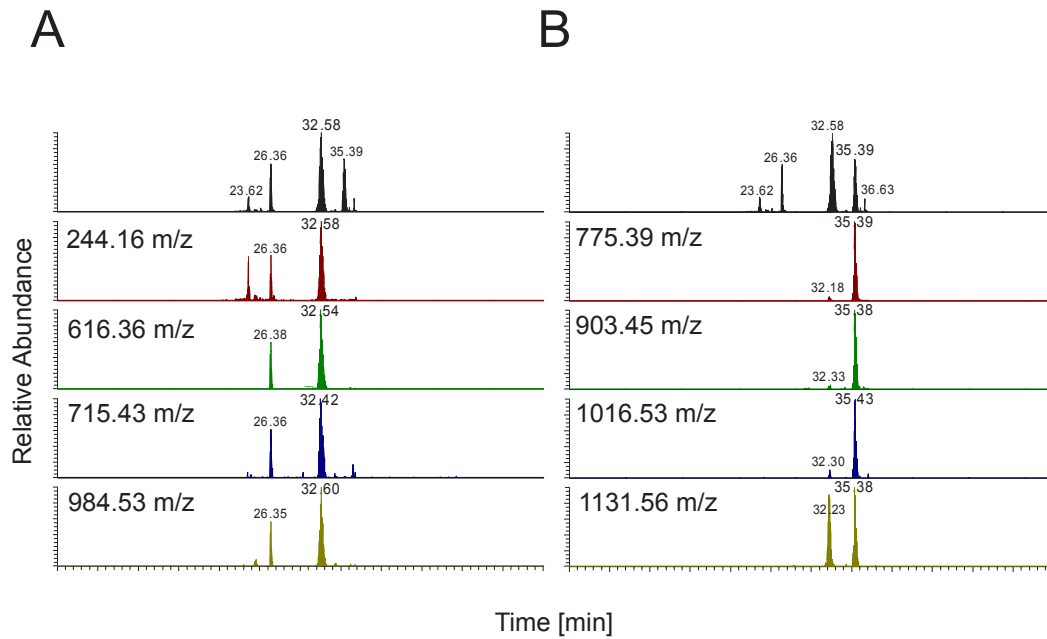 A
B
Relative Abundance
23.62
26.36
32.58
35.39
244.16 m/z
26.36
32.58
616.36 m/z
26.38
32.54
715.43 m/z
26.36
32.42
984.53 m/z
26.35
32.60
23.62
26.36
32.58
35.39
36.63
775.39 m/z
32.18
35.39
903.45 m/z
32.33
35.38
1016.53 m/z
32.30
35.43
1131.56 m/z
32.23
35.38
Time [min]